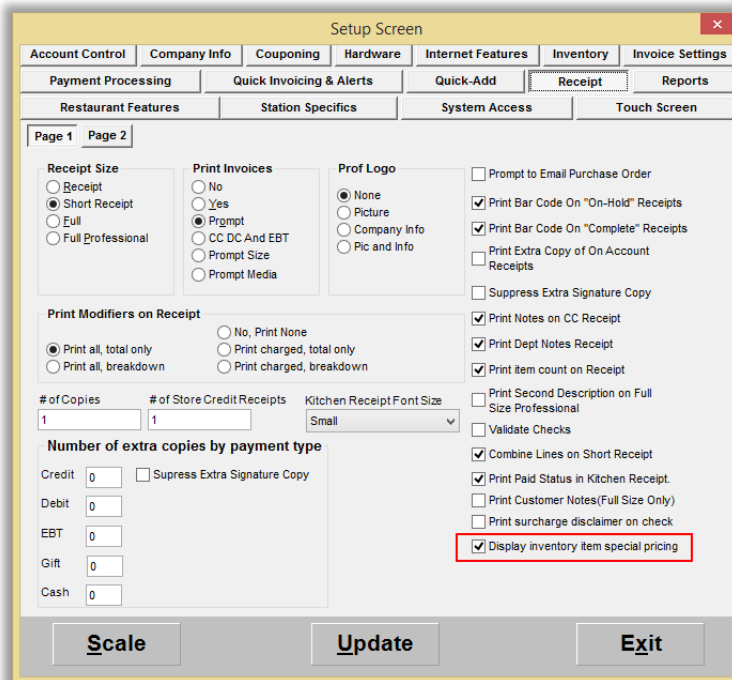 Setup Screen
Account Control Company Info Couponing Hardware Internet Features Inventory Invoice Settings
Payment Processing Quick Invoicing & Alerts Quick-Add Receipt Reports
Restaurant Features Station Specifics System Access Touch Screen
Page 1 Page 2
Receipt Size
Receipt
Short Receipt
Full
Full Professional
Print Invoices
No
Yes
Prompt
CC DC And EBT
Prompt Size
Prompt Media
Prof Logo
None
Picture
Company Info
Pic and Info
Print Modifiers on Receipt
No, Print None
Print all, total only
Print charged, total only
Print all, breakdown
Print charged, breakdown
# of Copies
1
# of Store Credit Receipts
1
Kitchen Receipt Font Size
Small
Number of extra copies by payment type
Credit 0
Supress Extra Signature Copy
Debit 0
EBT 0
Gift 0
Cash 0
Prompt to Email Purchase Order
Print Bar Code On "On-Hold" Receipts
Print Bar Code On "Complete" Receipts
Print Extra Copy of On Account
Receipts
Suppress Extra Signature Copy
Print Notes on CC Receipt
Print Dept Notes Receipt
Print item count on Receipt
Print Second Description on Full
Size Professional
Validate Checks
Combine Lines on Short Receipt
Print Paid Status in Kitchen Receipt.
Print Customer Notes(Full Size Only)
Print surcharge disclaimer on check
Display inventory item special pricing
Scale Update Exit